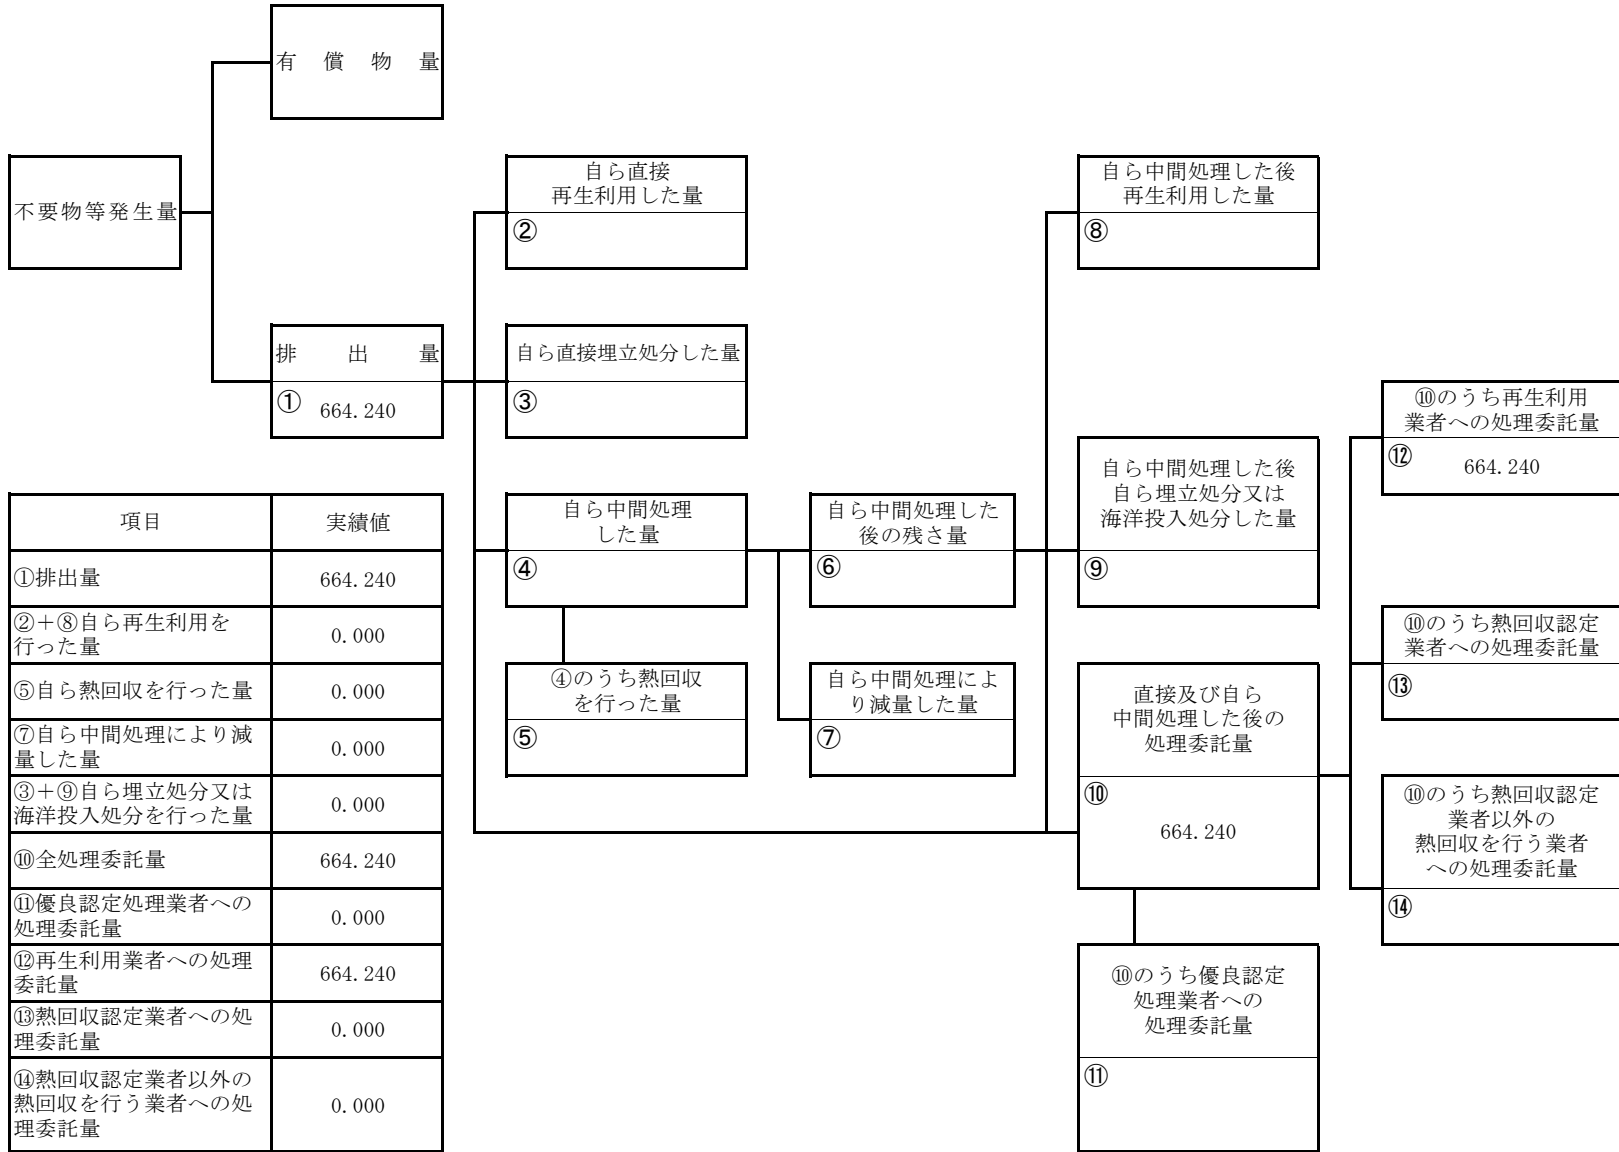 有償物量
不要物等発生量
排出量
① 664.240
自ら直接
再生利用した量
②
自ら直接埋立処分した量
③
自ら中間処理
した量
④
④のうち熱回収
を行った量
⑤
自ら中間処理した
後の残さ量
⑥
自ら中間処理によ
り減量した量
⑦
自ら中間処理した後
再生利用した量
⑧
自ら中間処理した後
自ら埋立処分又は
海洋投入処分した量
⑨
直接及び自ら
中間処理した後の
処理委託量
⑩
664.240
⑩のうち優良認定
処理業者への
処理委託量
⑪
⑩のうち再生利用
業者への処理委託量
⑫ 664.240
⑩のうち熱回収認定
業者への処理委託量
⑬
⑩のうち熱回収認定
業者以外の
熱回収を行う業者
への処理委託量
⑭
項目 実績値
①排出量 664.240
②+⑧自ら再生利用を
行った量 0.000
⑤自ら熱回収を行った量 0.000
⑦自ら中間処理により減
量した量 0.000
③+⑨自ら埋立処分又は
海洋投入処分を行った量 0.000
⑩全処理委託量 664.240
⑪優良認定処理業者への
処理委託量 0.000
⑫再生利用業者への処理
委託量 664.240
⑬熱回収認定業者への処
理委託量 0.000
⑭熱回収認定業者以外の
熱回収を行う業者への処
理委託量 0.000